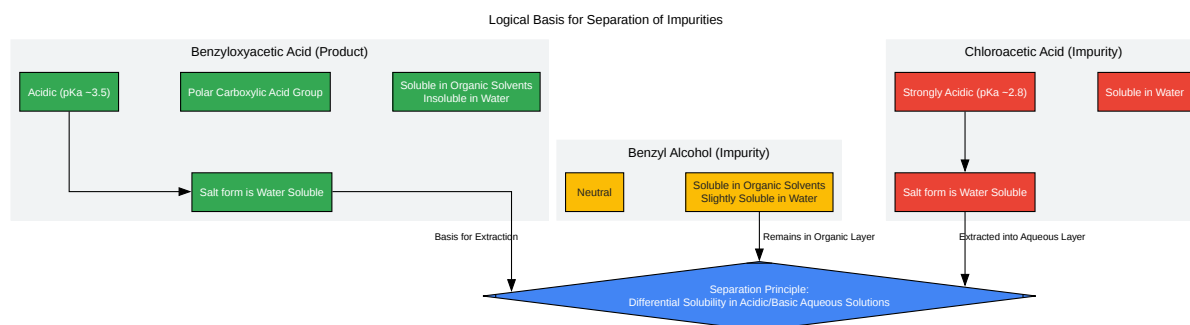 Logical Basis for Separation of Impurities
Benzyloxyacetic Acid (Product)
Acidic (pKa ~3.5)
Polar Carboxylic Acid Group
Soluble in Organic Solvents
Insoluble in Water
Salt form is Water Soluble
Benzyl Alcohol (Impurity)
Neutral
Soluble in Organic Solvents
Slightly Soluble in Water
Chloroacetic Acid (Impurity)
Strongly Acidic (pKa ~2.8)
Soluble in Water
Salt form is Water Soluble
Basis for Extraction
Remains in Organic Layer
Extracted into Aqueous Layer
Separation Principle:
Differential Solubility in Acidic/Basic Aqueous Solutions